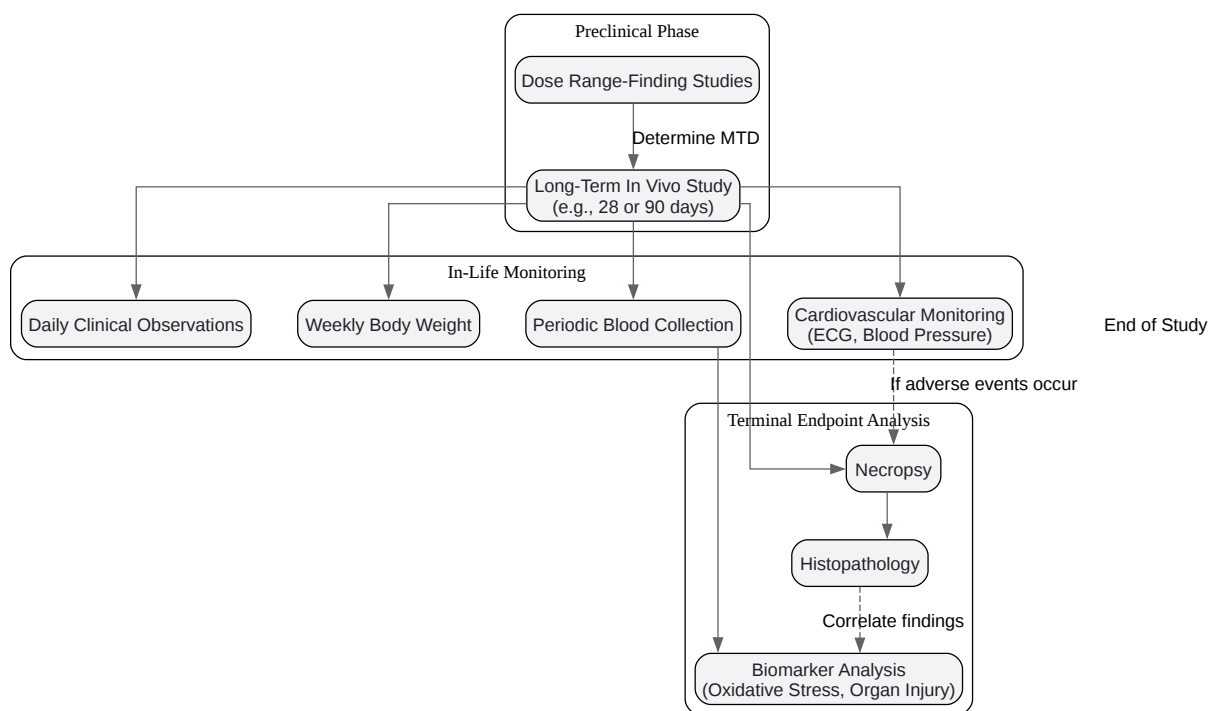 Preclinical Phase
Dose Range-Finding Studies
Determine MTD
Long-Term In Vivo Study
(e.g., 28 or 90 days)
In-Life Monitoring
Daily Clinical Observations
Weekly Body Weight
Periodic Blood Collection
Cardiovascular Monitoring
(ECG, Blood Pressure)
End of Study
If adverse events occur
Terminal Endpoint Analysis
Necropsy
Histopathology
Correlate findings
Biomarker Analysis
(Oxidative Stress, Organ Injury)